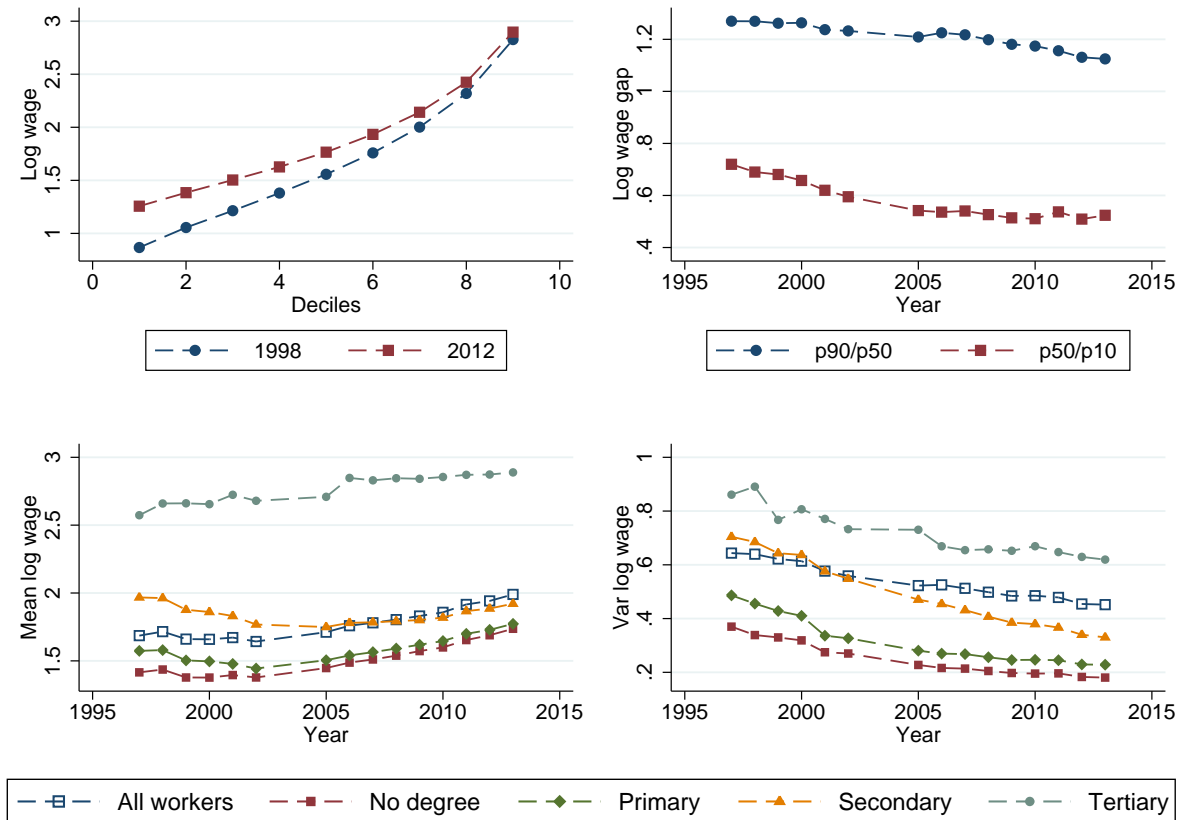 Log wage
3
2.5
2
1.5
1
0 2 4 6 8 10
Deciles
1998 2012
Log wage gap
1.2
1
.8
.6
.4
1995 2000 2005 2010 2015
Year
p90/p50 p50/p10
Mean log wage
3
2.5
2
1.5
1995 2000 2005 2010 2015
Year
Var log wage
1
.8
.6
.4
.2
1995 2000 2005 2010 2015
Year
All workers No degree Primary Secondary Tertiary